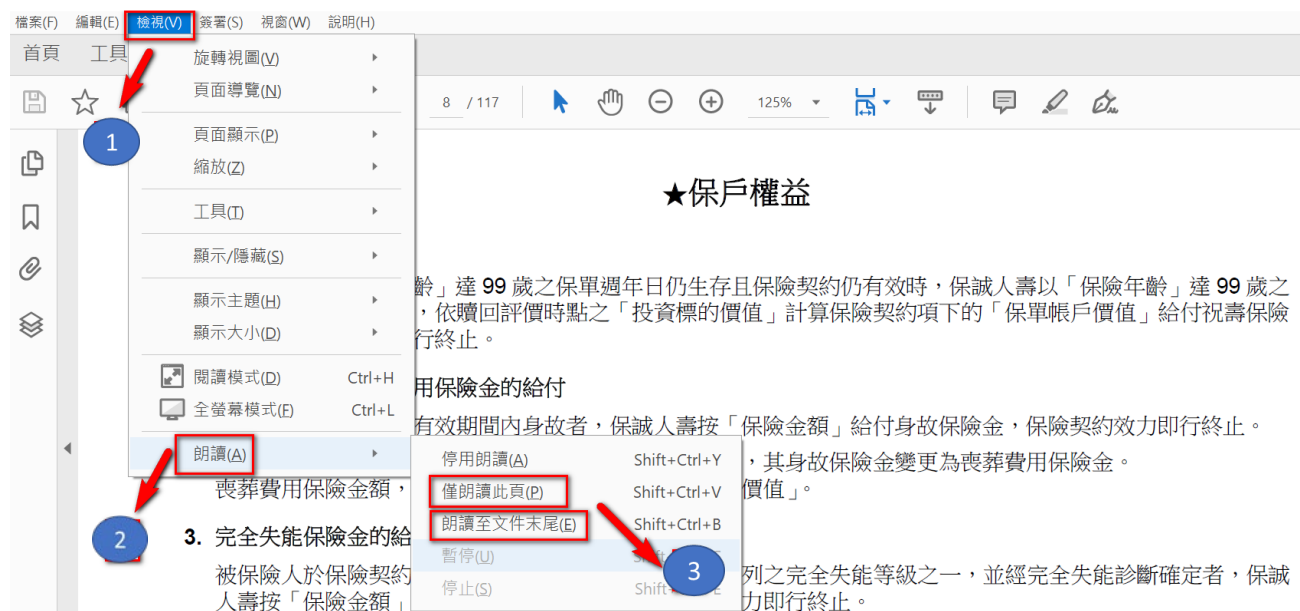 檔案(F) 編輯(E) 檢視(V) 簽署(S) 視窗(W) 說明(H)
首頁 工具
旋轉視圖(V)
頁面導覽(N)
頁面顯示(P)
縮放(Z)
工具(T)
顯示/隱藏(S)
顯示主題(H)
顯示大小(D)
閱讀模式(D) Ctrl+H
全螢幕模式(F) Ctrl+L
朗讀(A)
停用朗讀(A) Shift+Ctrl+Y
僅朗讀此頁(P) Shift+Ctrl+V
朗讀至文件末尾(E) Shift+Ctrl+B
暫停(U)
停止(S) Shift
1
2
3
8 / 117 125%
★保戶權益
齡」達 99 歲之保單週年日仍生存且保險契約仍有效時,保誠人壽以「保險年齡」達 99 歲之
,依贖回評價時點之「投資標的價值」計算保險契約項下的「保單帳戶價值」給付祝壽保險
行終止。
用保險金的給付
有效期間內身故者,保誠人壽按「保險金額」給付身故保險金,保險契約效力即行終止。
,其身故保險金變更為喪葬費用保險金。
喪葬費用保險金額, 價值」。
3. 完全失能保險金的給
被保險人於保險契約 列之完全失能等級之一,並經完全失能診斷確定者,保誠
人壽按「保險金額」 力即行終止。